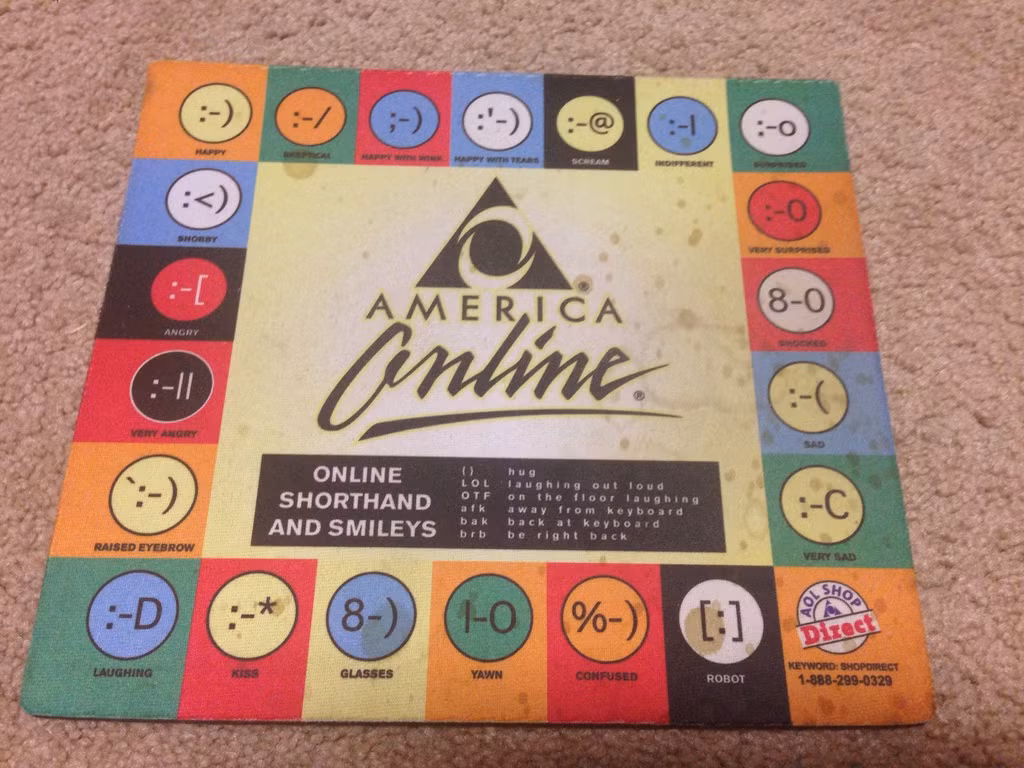 :-)
HAPPY
:-/
SKEPTICAL
;-)
HAPPY WITH WINK
:'-)
HAPPY WITH TEARS
:-@
SCREAM
:-|
INDIFFERENT
:-o
SURPRISED
:<)
SNOBBY
:-O
VERY SURPRISED
:-[
ANGRY
8-O
SHOCKED
:-||
VERY ANGRY
:-(
SAD
`:-)
RAISED EYEBROW
:-C
VERY SAD
AMERICA ®
Online ®
ONLINE
SHORTHAND
AND SMILEYS
() hug
LOL laughing out loud
OTF on the floor laughing
afk away from keyboard
bak back at keyboard
brb be right back
:-D
LAUGHING
:-*
KISS
8-)
GLASSES
|-O
YAWN
%-)
CONFUSED
[:]
ROBOT
AOL SHOP
Direct
KEYWORD: SHOPDIRECT
1-888-299-0329